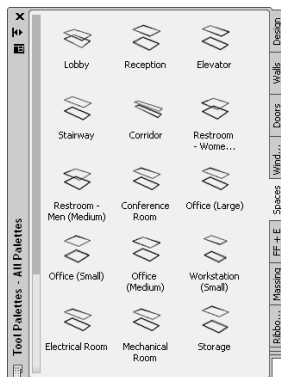 Lobby
Reception
Elevator
Stairway
Corridor
Restroom
- Wome...
Restroom -
Men (Medium)
Conference
Room
Office (Large)
Office (Small)
Office
(Medium)
Workstation
(Small)
Electrical Room
Mechanical
Room
Storage
Tool Palettes - All Palettes
Design
Walls
Doors
Wind...
Spaces
FF + E
Massing
Ribbo...